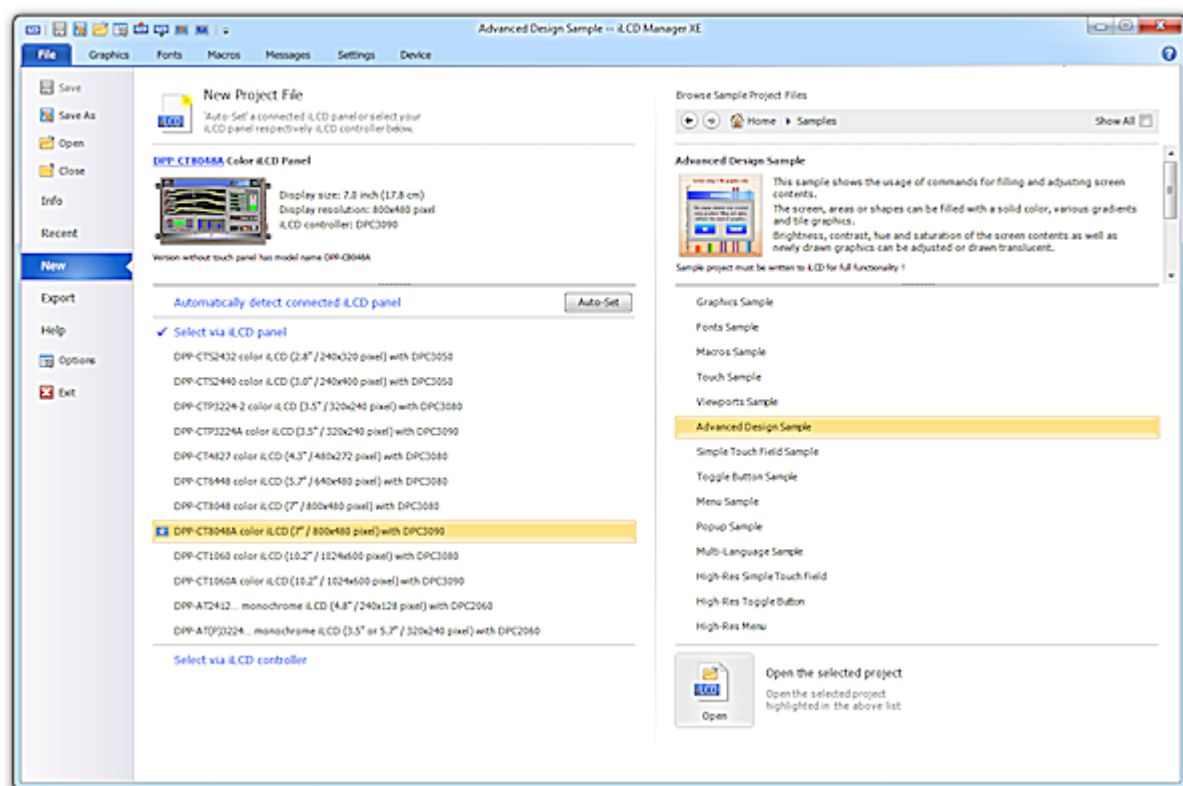 Advanced Design Sample -- iLCD Manager XE
File Graphics Fonts Macros Messages Settings Device
Save
Save As
Open
Close
Info
Recent
New
Export
Help
Options
Exit
New Project File
'Auto-Set' a connected iLCD panel or select your
iLCD panel respectively iLCD controller below.
iLCD
DPP-CT8048A Color iLCD Panel
Display size: 7.0 inch (17.8 cm)
Display resolution: 800x480 pixel
iLCD controller: DPC3090
Version without touch panel has model name DPP-C8048A
Automatically detect connected iLCD panel Auto-Set
Select via iLCD panel
DPP-CTS2432 color iLCD (2.8" / 240x320 pixel) with DPC3050
DPP-CTS2440 color iLCD (3.0" / 240x400 pixel) with DPC3050
DPP-CTP3224-2 color iLCD (3.5" / 320x240 pixel) with DPC3080
DPP-CTP3224A color iLCD (3.5" / 320x240 pixel) with DPC3090
DPP-CT4827 color iLCD (4.3" / 480x272 pixel) with DPC3080
DPP-CT6448 color iLCD (5.7" / 640x480 pixel) with DPC3080
DPP-CT8048 color iLCD (7" / 800x480 pixel) with DPC3080
DPP-CT8048A color iLCD (7" / 800x480 pixel) with DPC3090
DPP-CT1060 color iLCD (10.2" / 1024x600 pixel) with DPC3080
DPP-CT1060A color iLCD (10.2" / 1024x600 pixel) with DPC3090
DPP-AT2412... monochrome iLCD (4.8" / 240x128 pixel) with DPC2060
DPP-AT(P)3224... monochrome iLCD (3.5" or 5.7" / 320x240 pixel) with DPC2060
Select via iLCD controller
Browse Sample Project Files
Home Samples Show All
Advanced Design Sample
This sample shows the usage of commands for filling and adjusting screen
contents.
The screen, areas or shapes can be filled with a solid color, various gradients
and tile graphics.
Brightness, contrast, hue and saturation of the screen contents as well as
newly drawn graphics can be adjusted or drawn translucent.
Sample project must be written to iLCD for full functionality !
Graphics Sample
Fonts Sample
Macros Sample
Touch Sample
Viewports Sample
Advanced Design Sample
Simple Touch Field Sample
Toggle Button Sample
Menu Sample
Popup Sample
Multi-Language Sample
High-Res Simple Touch Field
High-Res Toggle Button
High-Res Menu
iLCD
Open
Open the selected project
Open the selected project
highlighted in the above list